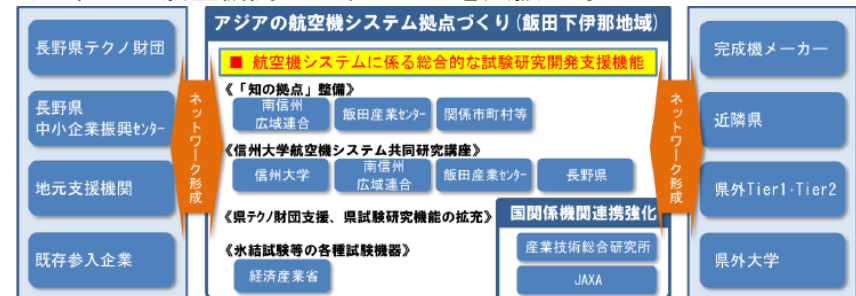 アジアの航空機システム拠点づくり(飯田下伊那地域)
長野県テクノ財団
長野県
中小企業振興ｾﾝﾀｰ
地元支援機関
既存参入企業
ネットワーク形成
■ 航空機システムに係る総合的な試験研究開発支援機能
《「知の拠点」整備》
南信州
広域連合
飯田産業ｾﾝﾀｰ
関係市町村等
《信州大学航空機システム共同研究講座》
信州大学
南信州
広域連合
飯田産業ｾﾝﾀｰ
長野県
《県テクノ財団支援、県試験研究機能の拡充》
《氷結試験等の各種試験機器》
経済産業省
国関係機関連携強化
産業技術総合研究所
JAXA
ネットワーク形成
完成機メーカー
近隣県
県外Tier1･Tier2
県外大学